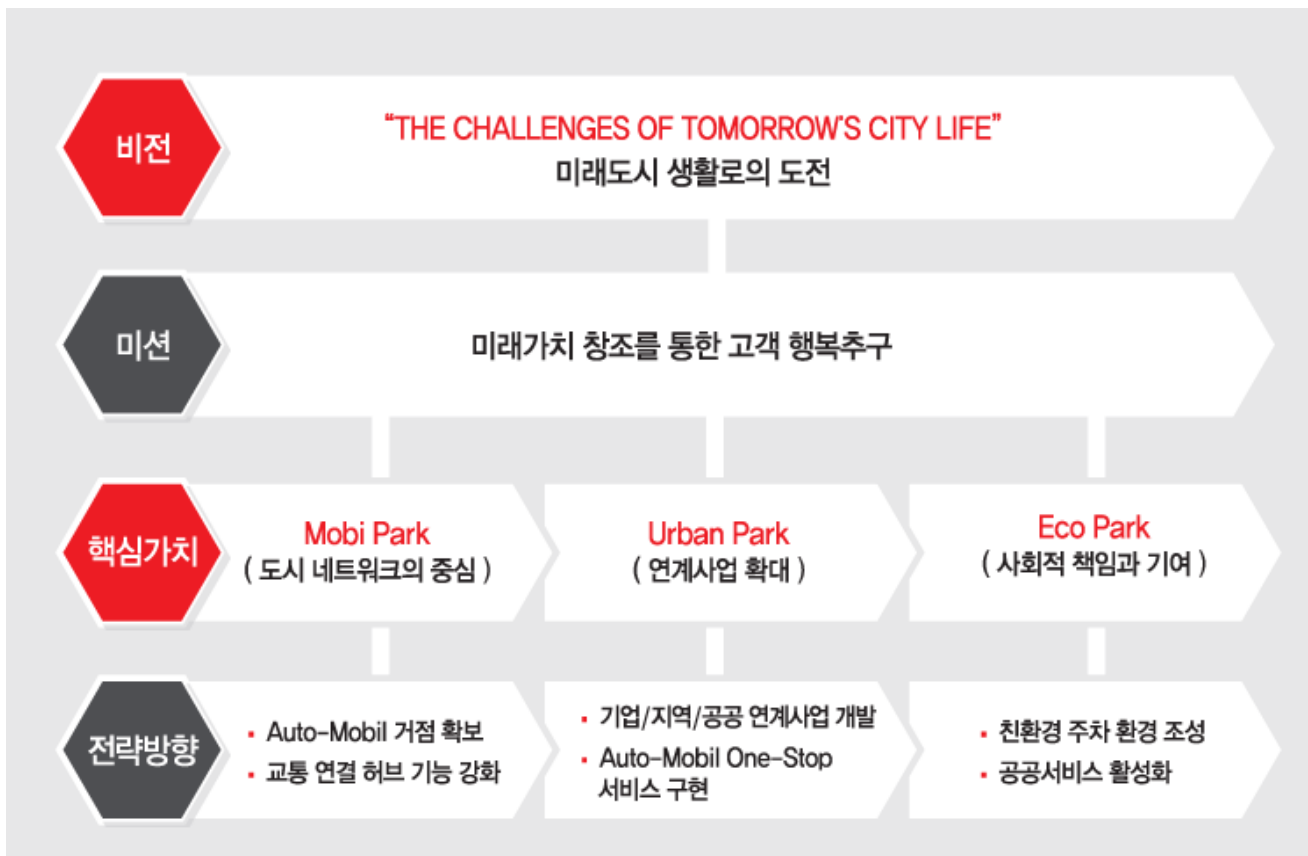 비전
“THE CHALLENGES OF TOMORROW'S CITY LIFE”
미래도시 생활로의 도전
미션
미래가치 창조를 통한 고객 행복추구
핵심가치
Mobi Park
( 도시 네트워크의 중심 )
Urban Park
( 연계사업 확대 )
Eco Park
( 사회적 책임과 기여 )
전략방향
▪ Auto-Mobil 거점 확보
▪ 교통 연결 허브 기능 강화
▪ 기업/지역/공공 연계사업 개발
▪ Auto-Mobil One-Stop
서비스 구현
▪ 친환경 주차 환경 조성
▪ 공공서비스 활성화